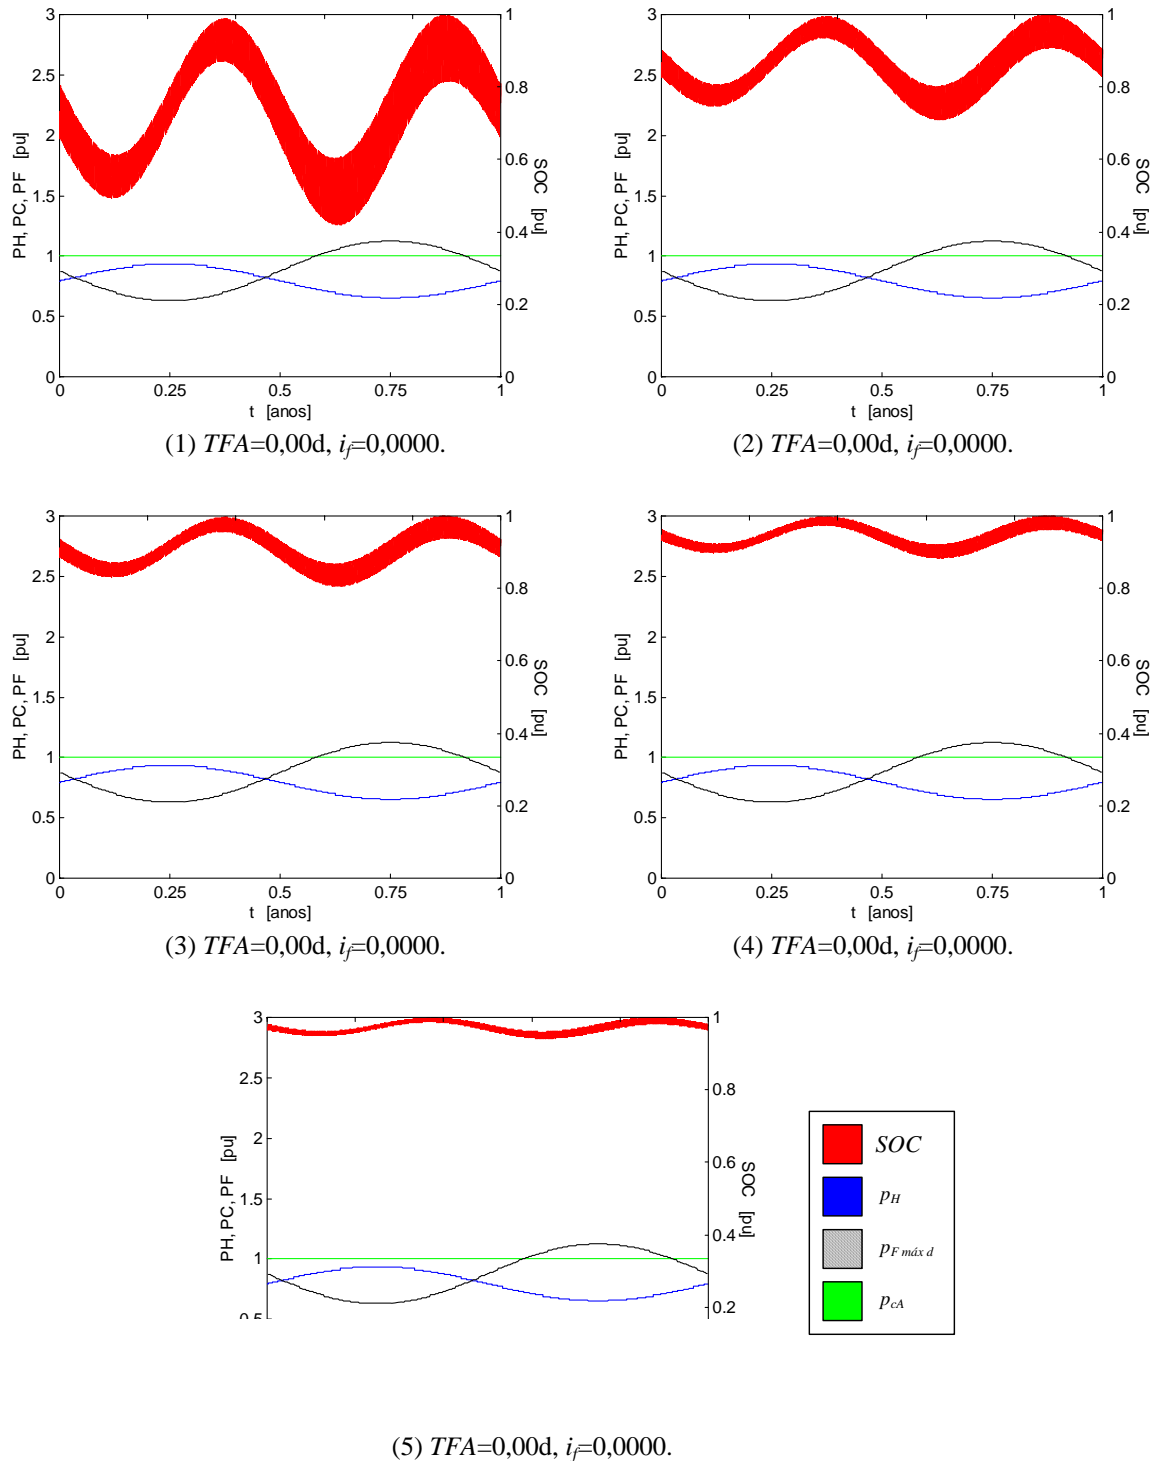 3
2.5
2
1.5
1
0.5
0
PH, PC, PF [pu]
1
0.8
0.6
0.4
0.2
0
SOC [pu]
0 0.25 0.5 0.75 1
t [anos]
(1) TFA=0,00d, if=0,0000.
3
2.5
2
1.5
1
0.5
0
PH, PC, PF [pu]
1
0.8
0.6
0.4
0.2
0
SOC [pu]
0 0.25 0.5 0.75 1
t [anos]
(2) TFA=0,00d, if=0,0000.
3
2.5
2
1.5
1
0.5
0
PH, PC, PF [pu]
1
0.8
0.6
0.4
0.2
0
SOC [pu]
0 0.25 0.5 0.75 1
t [anos]
(3) TFA=0,00d, if=0,0000.
3
2.5
2
1.5
1
0.5
0
PH, PC, PF [pu]
1
0.8
0.6
0.4
0.2
0
SOC [pu]
0 0.25 0.5 0.75 1
t [anos]
(4) TFA=0,00d, if=0,0000.
3
2.5
2
1.5
1
0.5
PH, PC, PF [pu]
1
0.8
0.6
0.4
0.2
SOC [pu]
SOC
pH
pF máx d
pcA
(5) TFA=0,00d, if=0,0000.